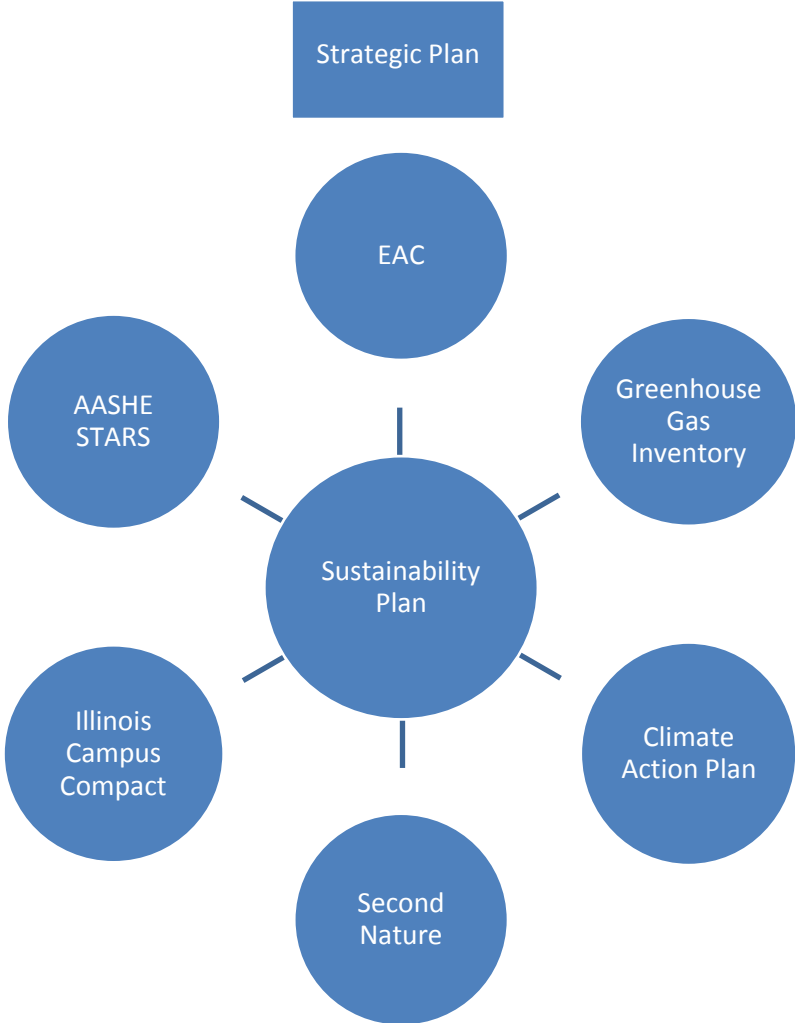 Strategic Plan
EAC
AASHE
STARS
Greenhouse
Gas
Inventory
Sustainability
Plan
Illinois
Campus
Compact
Climate
Action Plan
Second
Nature